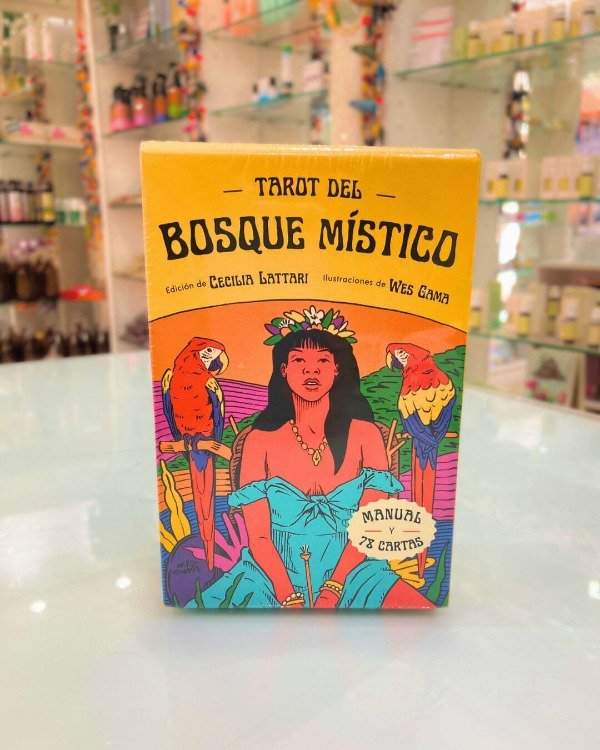 — TAROT DEL —
BOSQUE MÍSTICO
Edición de CECILIA LATTARI Ilustraciones de WES GAMA
MANUAL
— Y —
78 CARTAS